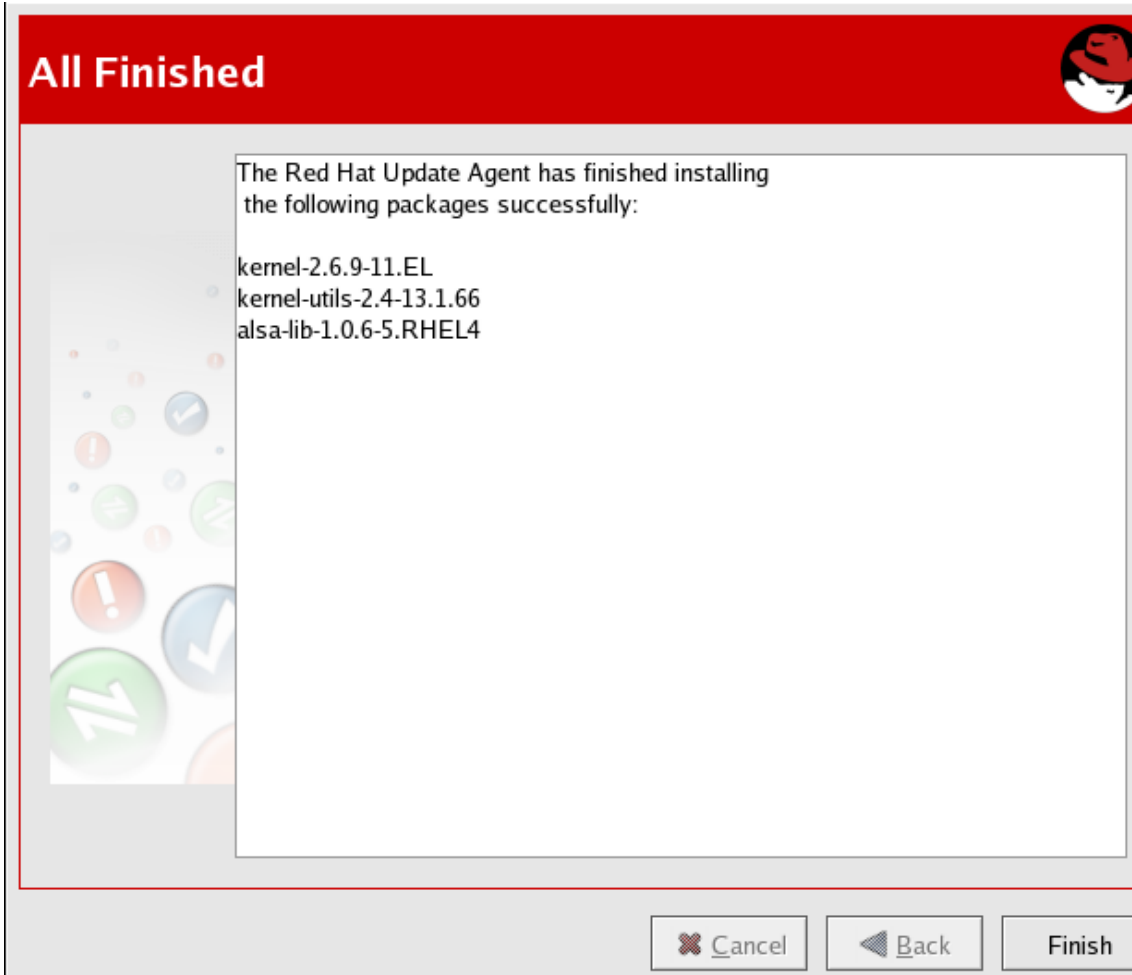 All Finished
The Red Hat Update Agent has finished installing
the following packages successfully:
kernel-2.6.9-11.EL
kernel-utils-2.4-13.1.66
alsa-lib-1.0.6-5.RHEL4
Cancel
Back
Finish